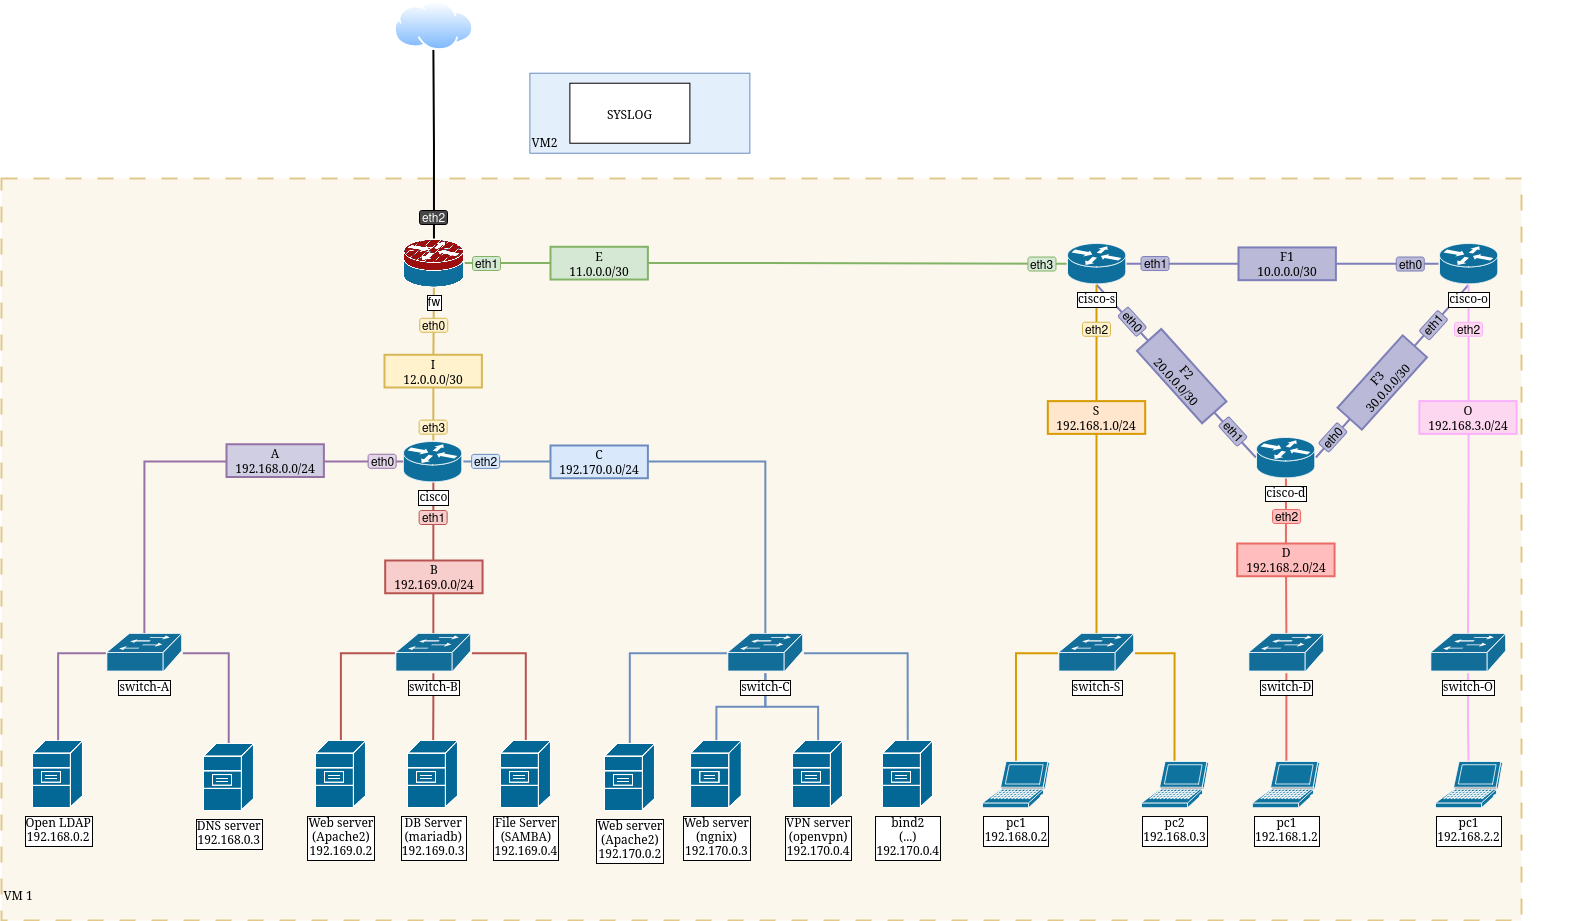 SYSLOG
VM2
eth2
eth1
E
11.0.0.0/30
eth3
eth1
F1
10.0.0.0/30
eth0
fw
cisco-s
cisco-o
eth0
eth2
eth0
eth1
eth2
I
12.0.0.0/30
F2
20.0.0.0/30
F3
30.0.0.0/30
S
192.168.1.0/24
O
192.168.3.0/24
eth3
eth1
eth0
A
192.168.0.0/24
eth0
eth2
C
192.170.0.0/24
cisco
cisco-d
eth1
eth2
D
192.168.2.0/24
B
192.169.0.0/24
switch-A
switch-B
switch-C
switch-S
switch-D
switch-O
Open LDAP
192.168.0.2
DNS server
192.168.0.3
Web server
(Apache2)
192.169.0.2
DB Server
(mariadb)
192.169.0.3
File Server
(SAMBA)
192.169.0.4
Web server
(Apache2)
192.170.0.2
Web server
(ngnix)
192.170.0.3
VPN server
(openvpn)
192.170.0.4
bind2
(...)
192.170.0.4
pc1
192.168.0.2
pc2
192.168.0.3
pc1
192.168.1.2
pc1
192.168.2.2
VM 1